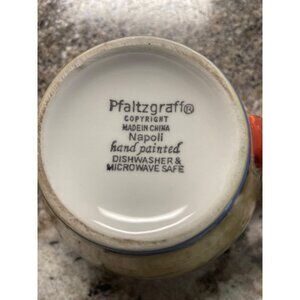 Pfaltzgraff®
COPYRIGHT
MADE IN CHINA
Napoli
hand painted
DISHWASHER &
MICROWAVE SAFE